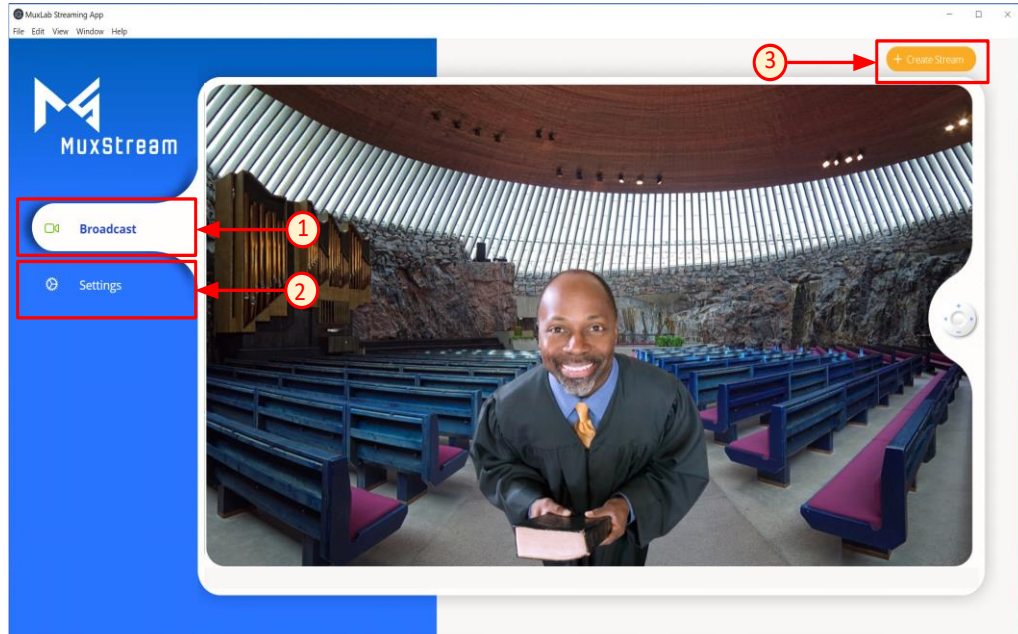 MuxLab Streaming App
File Edit View Window Help
3
+ Create Stream
MuxStream
Broadcast
1
Settings
2